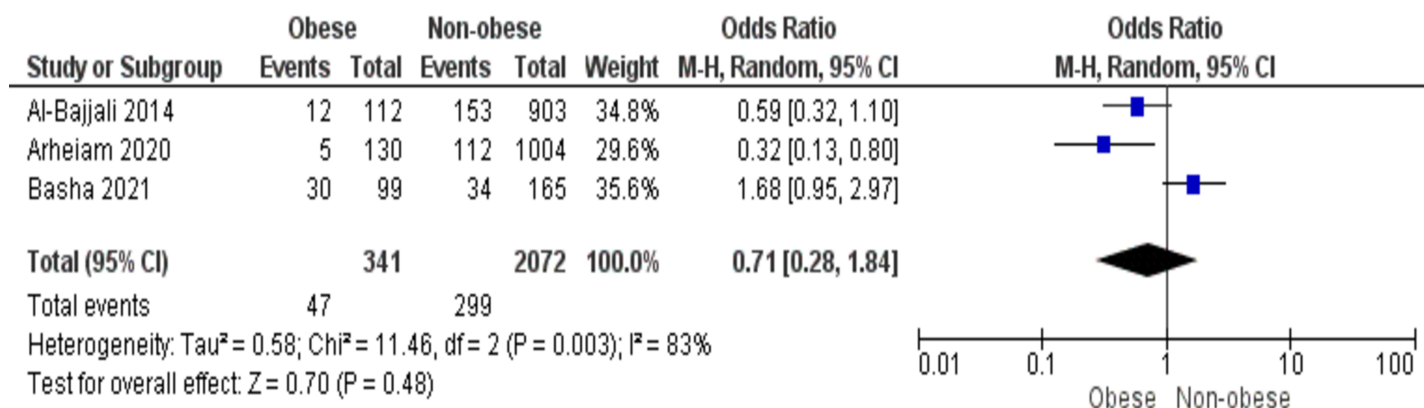 Obese Non-obese Odds Ratio Odds Ratio
Study or Subgroup Events Total Events Total Weight M-H, Random, 95% CI M-H, Random, 95% CI
Al-Bajjali 2014 12 112 153 903 34.8% 0.59 [0.32, 1.10]
Arheiam 2020 5 130 112 1004 29.6% 0.32 [0.13, 0.80]
Basha 2021 30 99 34 165 35.6% 1.68 [0.95, 2.97]
Total (95% CI) 341 2072 100.0% 0.71 [0.28, 1.84]
Total events 47 299
Heterogeneity: Tau² = 0.58; Chi² = 11.46, df = 2 (P = 0.003); I² = 83%
Test for overall effect: Z = 0.70 (P = 0.48)
0.01 0.1 1 10 100
Obese Non-obese